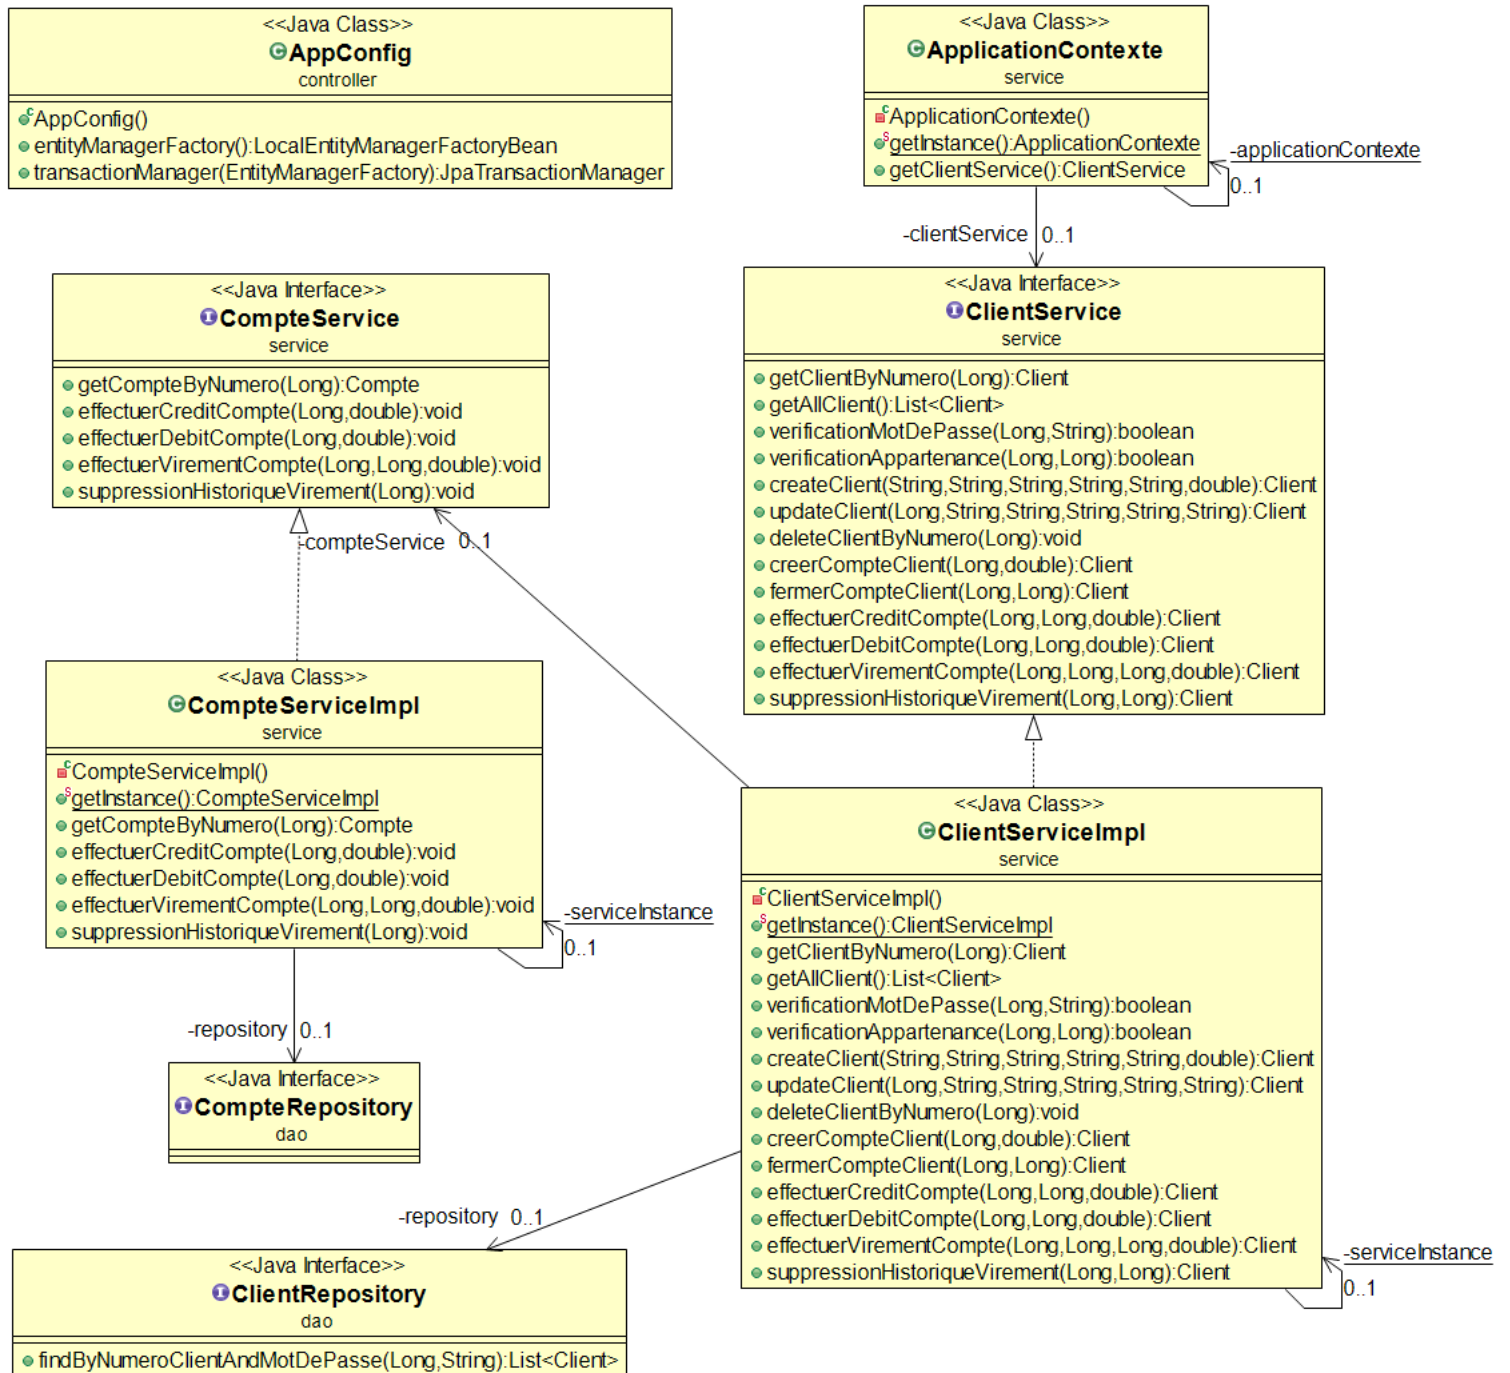 <<Java Class>>
AppConfig
controller
AppConfig()
entityManagerFactory():LocalEntityManagerFactoryBean
transactionManager(EntityManagerFactory):JpaTransactionManager
<<Java Class>>
ApplicationContexte
service
ApplicationContexte()
getInstance():ApplicationContexte
getClientService():ClientService
-applicationContexte
0..1
-clientService 0..1
<<Java Interface>>
CompteService
service
getCompteByNumero(Long):Compte
effectuerCreditCompte(Long,double):void
effectuerDebitCompte(Long,double):void
effectuerVirementCompte(Long,Long,double):void
suppressionHistoriqueVirement(Long):void
-compteService 0..1
<<Java Interface>>
ClientService
service
getClientByNumero(Long):Client
getAllClient():List<Client>
verificationMotDePasse(Long,String):boolean
verificationAppartenance(Long,Long):boolean
createClient(String,String,String,String,String,double):Client
updateClient(Long,String,String,String,String,String):Client
deleteClientByNumero(Long):void
creerCompteClient(Long,double):Client
fermerCompteClient(Long,Long):Client
effectuerCreditCompte(Long,Long,double):Client
effectuerDebitCompte(Long,Long,double):Client
effectuerVirementCompte(Long,Long,Long,double):Client
suppressionHistoriqueVirement(Long,Long):Client
<<Java Class>>
CompteServiceImpl
service
CompteServiceImpl()
getInstance():CompteServiceImpl
getCompteByNumero(Long):Compte
effectuerCreditCompte(Long,double):void
effectuerDebitCompte(Long,double):void
effectuerVirementCompte(Long,Long,double):void
suppressionHistoriqueVirement(Long):void
-serviceInstance
0..1
-repository 0..1
<<Java Interface>>
CompteRepository
dao
<<Java Class>>
ClientServiceImpl
service
ClientServiceImpl()
getInstance():ClientServiceImpl
getClientByNumero(Long):Client
getAllClient():List<Client>
verificationMotDePasse(Long,String):boolean
verificationAppartenance(Long,Long):boolean
createClient(String,String,String,String,String,double):Client
updateClient(Long,String,String,String,String,String):Client
deleteClientByNumero(Long):void
creerCompteClient(Long,double):Client
fermerCompteClient(Long,Long):Client
effectuerCreditCompte(Long,Long,double):Client
effectuerDebitCompte(Long,Long,double):Client
effectuerVirementCompte(Long,Long,Long,double):Client
suppressionHistoriqueVirement(Long,Long):Client
-serviceInstance
0..1
-repository 0..1
<<Java Interface>>
ClientRepository
dao
findByNumeroClientAndMotDePasse(Long,String):List<Client>